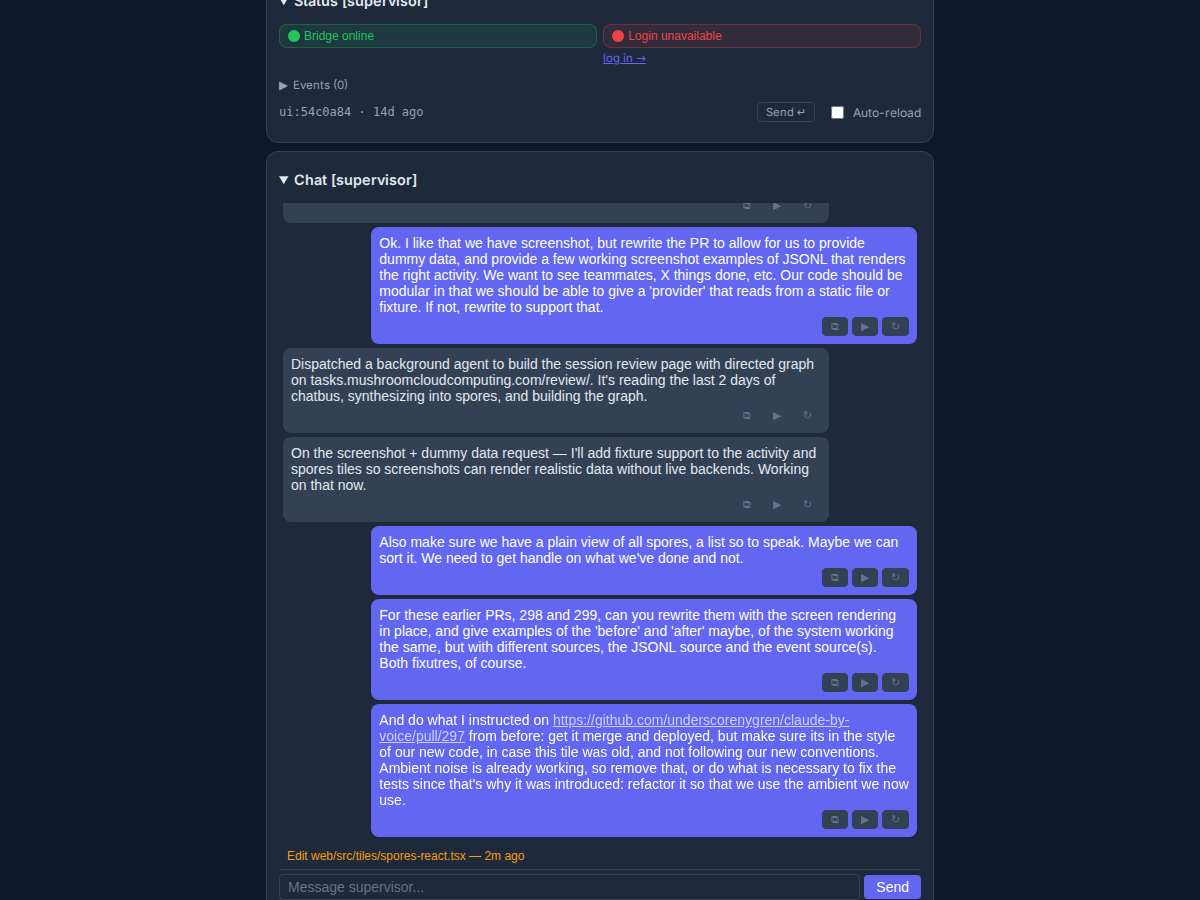 Status [supervisor]
Bridge online
Login unavailable
log in →
Events (0)
ui:54c0a84 · 14d ago
Send ↵
Auto-reload
Chat [supervisor]
Ok. I like that we have screenshot, but rewrite the PR to allow for us to provide
dummy data, and provide a few working screenshot examples of JSONL that renders
the right activity. We want to see teammates, X things done, etc. Our code should be
modular in that we should be able to give a 'provider' that reads from a static file or
fixture. If not, rewrite to support that.
Dispatched a background agent to build the session review page with directed graph
on tasks.mushroomcloudcomputing.com/review/. It's reading the last 2 days of
chatbus, synthesizing into spores, and building the graph.
On the screenshot + dummy data request — I'll add fixture support to the activity and
spores tiles so screenshots can render realistic data without live backends. Working
on that now.
Also make sure we have a plain view of all spores, a list so to speak. Maybe we can
sort it. We need to get handle on what we've done and not.
For these earlier PRs, 298 and 299, can you rewrite them with the screen rendering
in place, and give examples of the 'before' and 'after' maybe, of the system working
the same, but with different sources, the JSONL source and the event source(s).
Both fixutres, of course.
And do what I instructed on https://github.com/underscorenygren/claude-by-
voice/pull/297 from before: get it merge and deployed, but make sure its in the style
of our new code, in case this tile was old, and not following our new conventions.
Ambient noise is already working, so remove that, or do what is necessary to fix the
tests since that's why it was introduced: refactor it so that we use the ambient we now
use.
Edit web/src/tiles/spores-react.tsx — 2m ago
Message supervisor...
Send